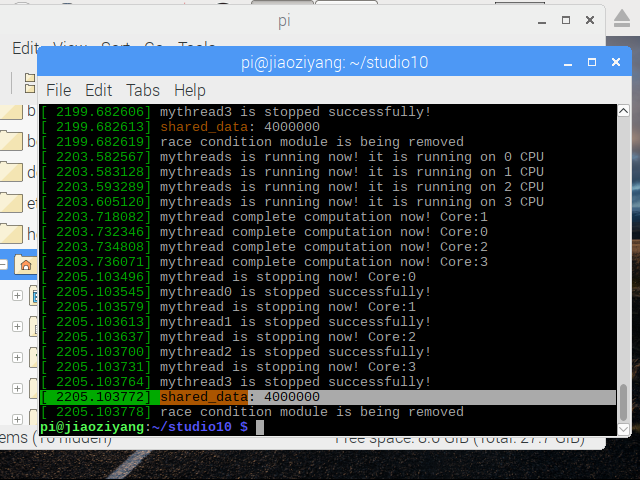 pi
Edit View Sort Go Tools
pi@jiaoziyang: ~/studio10
File Edit Tabs Help
[ 2199.682606] mythread3 is stopped successfully!
[ 2199.682613] shared_data: 4000000
[ 2199.682619] race condition module is being removed
[ 2203.582567] mythreads is running now! it is running on 0 CPU
[ 2203.583128] mythreads is running now! it is running on 1 CPU
[ 2203.593289] mythreads is running now! it is running on 2 CPU
[ 2203.605120] mythreads is running now! it is running on 3 CPU
[ 2203.718082] mythread complete computation now! Core:1
[ 2203.732346] mythread complete computation now! Core:0
[ 2203.734808] mythread complete computation now! Core:2
[ 2203.736071] mythread complete computation now! Core:3
[ 2205.103496] mythread is stopping now! Core:0
[ 2205.103545] mythread0 is stopped successfully!
[ 2205.103579] mythread is stopping now! Core:1
[ 2205.103613] mythread1 is stopped successfully!
[ 2205.103637] mythread is stopping now! Core:2
[ 2205.103700] mythread2 is stopped successfully!
[ 2205.103731] mythread is stopping now! Core:3
[ 2205.103764] mythread3 is stopped successfully!
[ 2205.103772] shared_data: 4000000
[ 2205.103778] race condition module is being removed
pi@jiaoziyang:~/studio10 $
Free space: 8.6 GiB (Total: 27.7 GiB)